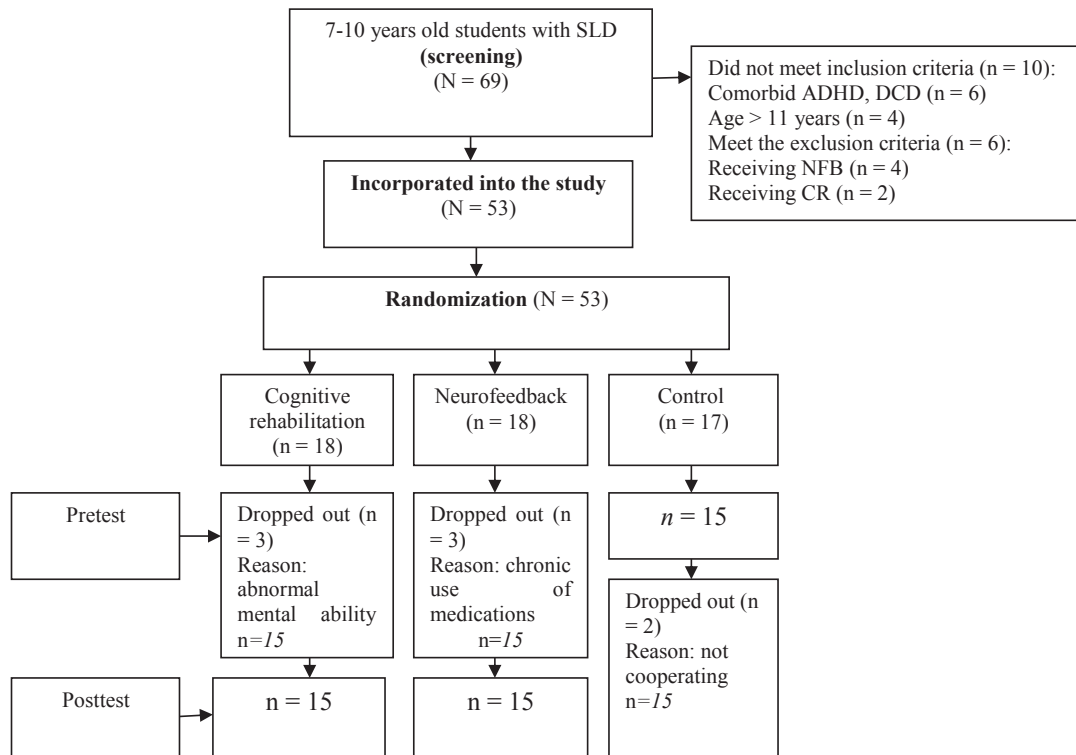 7-10 years old students with SLD
(screening)
(N = 69)
Did not meet inclusion criteria (n = 10):
Comorbid ADHD, DCD (n = 6)
Age > 11 years (n = 4)
Meet the exclusion criteria (n = 6):
Receiving NFB (n = 4)
Receiving CR (n = 2)
Incorporated into the study
(N = 53)
Randomization (N = 53)
Cognitive
rehabilitation
(n = 18)
Neurofeedback
(n = 18)
Control
(n = 17)
Pretest
Dropped out (n
= 3)
Reason:
abnormal
mental ability
n=15
Dropped out (n
= 3)
Reason: chronic
use of
medications
n=15
n = 15
Dropped out (n
= 2)
Reason: not
cooperating
n=15
Posttest
n = 15
n = 15